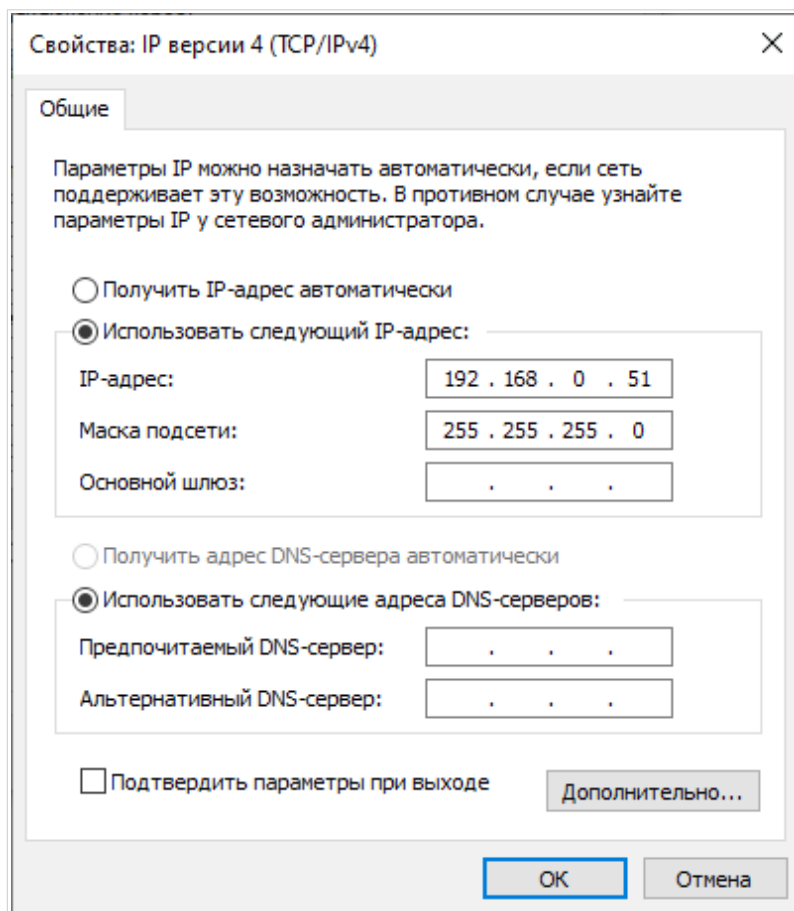 Свойства: IP версии 4 (TCP/IPv4)
Общие
Параметры IP можно назначать автоматически, если сеть
поддерживает эту возможность. В противном случае узнайте
параметры IP у сетевого администратора.
Получить IP-адрес автоматически
Использовать следующий IP-адрес:
IP-адрес: 192 . 168 . 0 . 51
Маска подсети: 255 . 255 . 255 . 0
Основной шлюз: . . .
Получить адрес DNS-сервера автоматически
Использовать следующие адреса DNS-серверов:
Предпочитаемый DNS-сервер: . . .
Альтернативный DNS-сервер: . . .
Подтвердить параметры при выходе
Дополнительно...
ОК Отмена